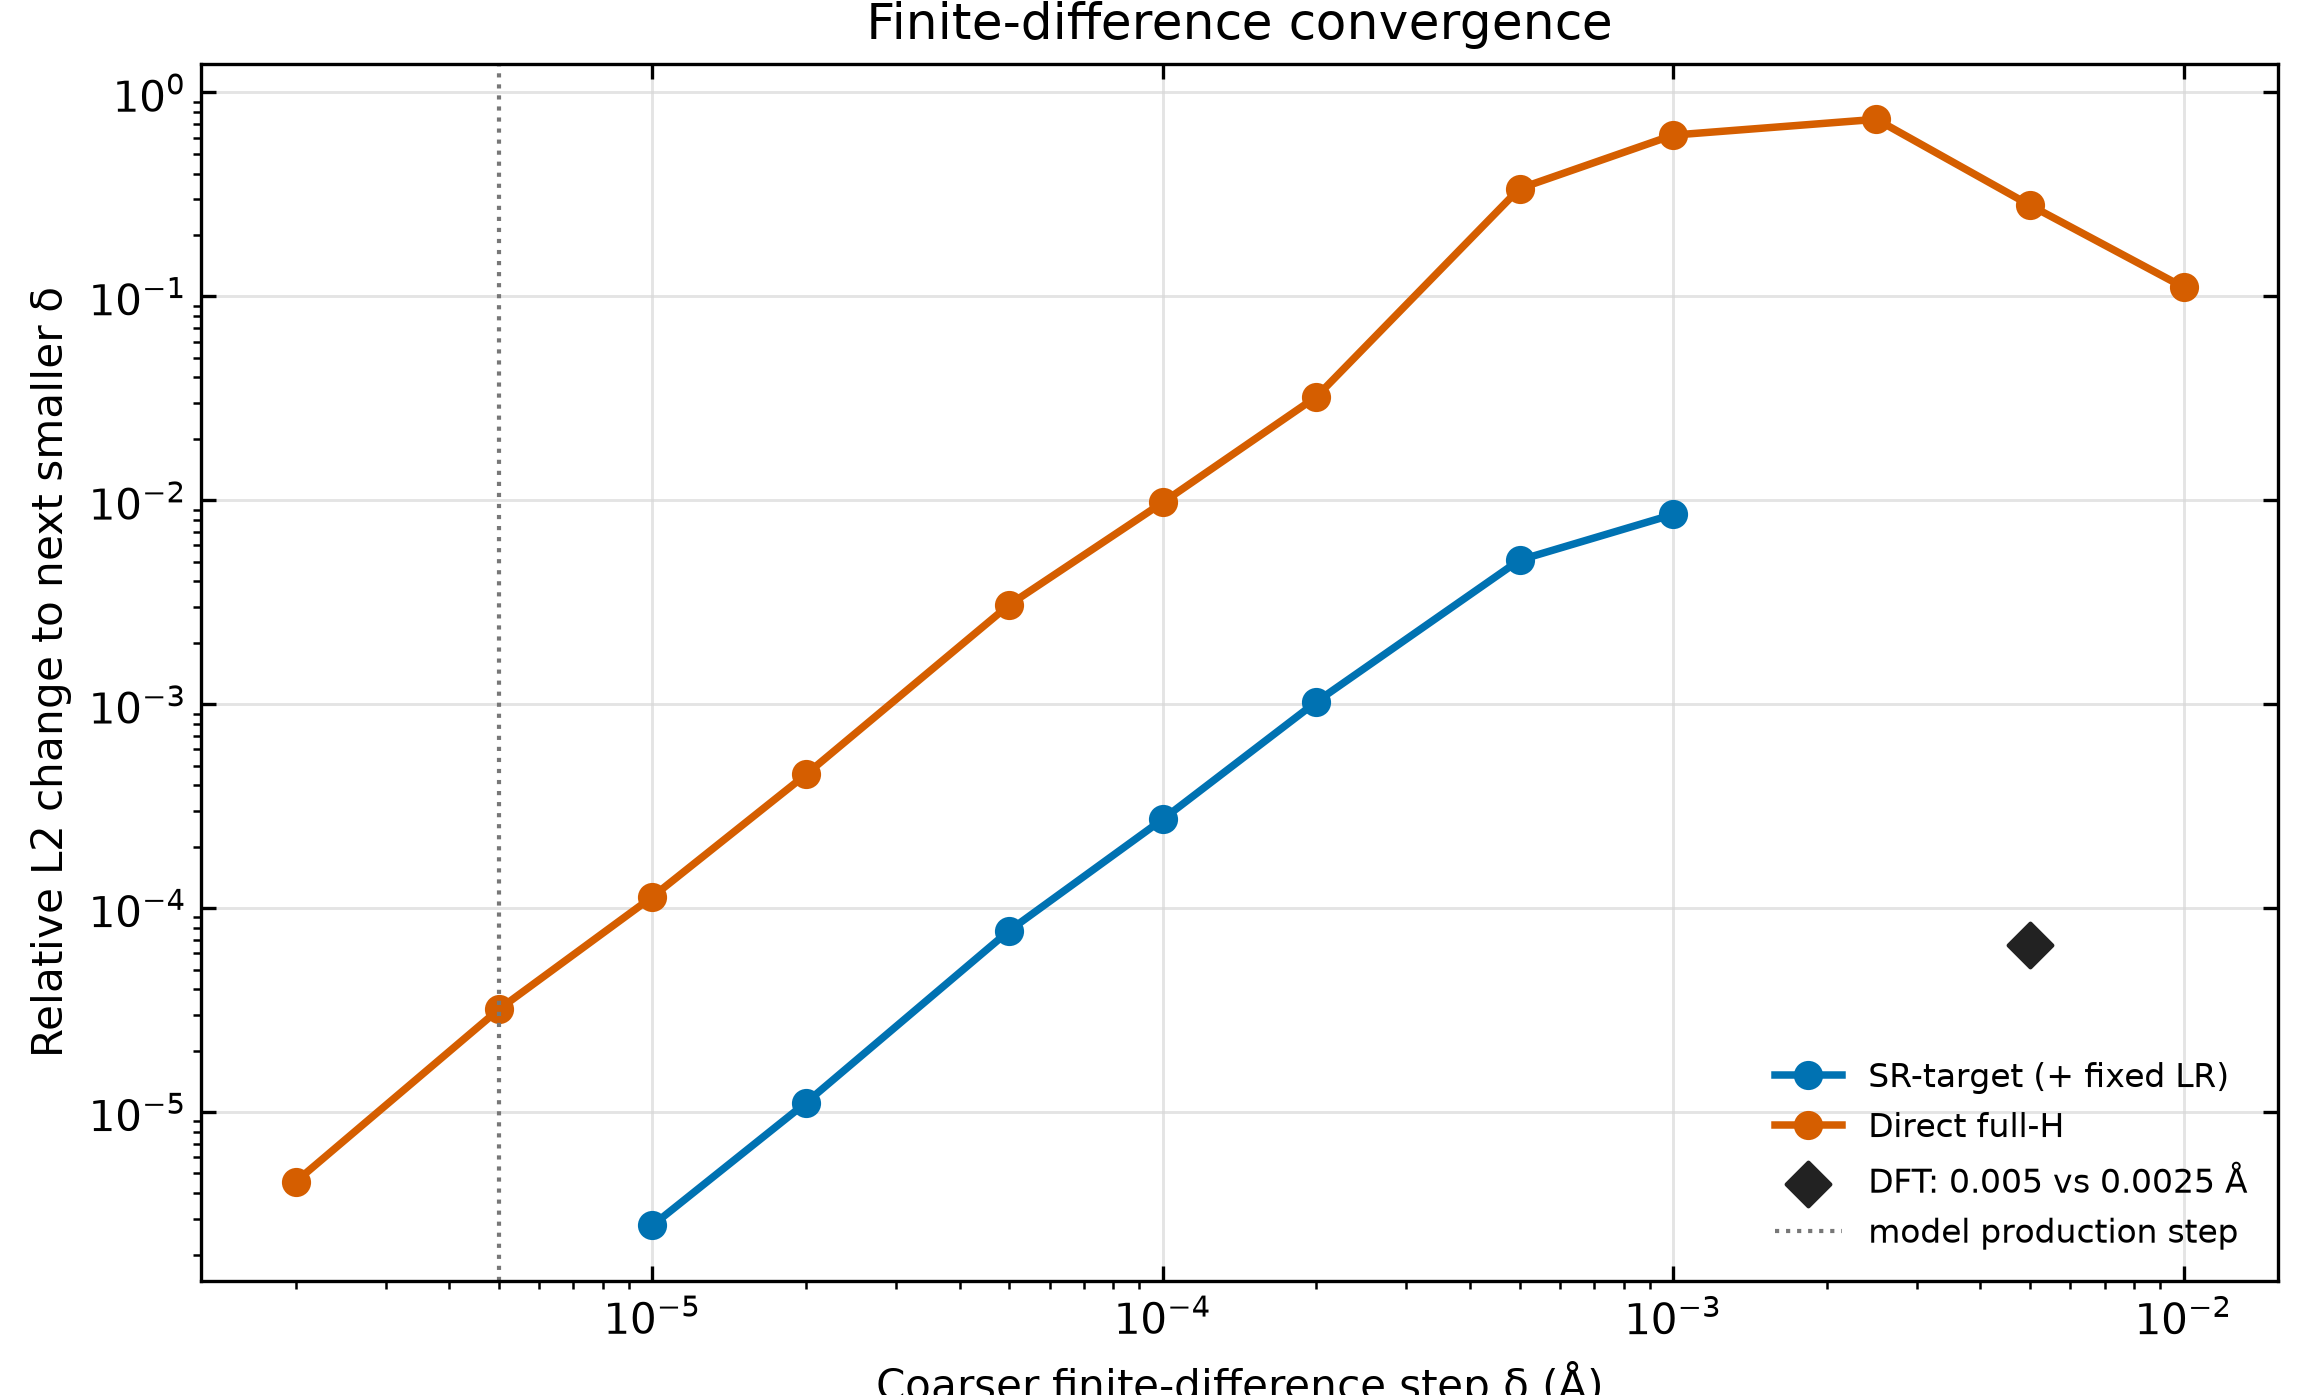 Finite-difference convergence
Relative L2 change to next smaller δ
10⁰
10⁻¹
10⁻²
10⁻³
10⁻⁴
10⁻⁵
SR-target (+ fixed LR)
Direct full-H
DFT: 0.005 vs 0.0025 Å
model production step
10⁻⁵ 10⁻⁴ 10⁻³ 10⁻²
Coarser finite-difference step δ (Å)